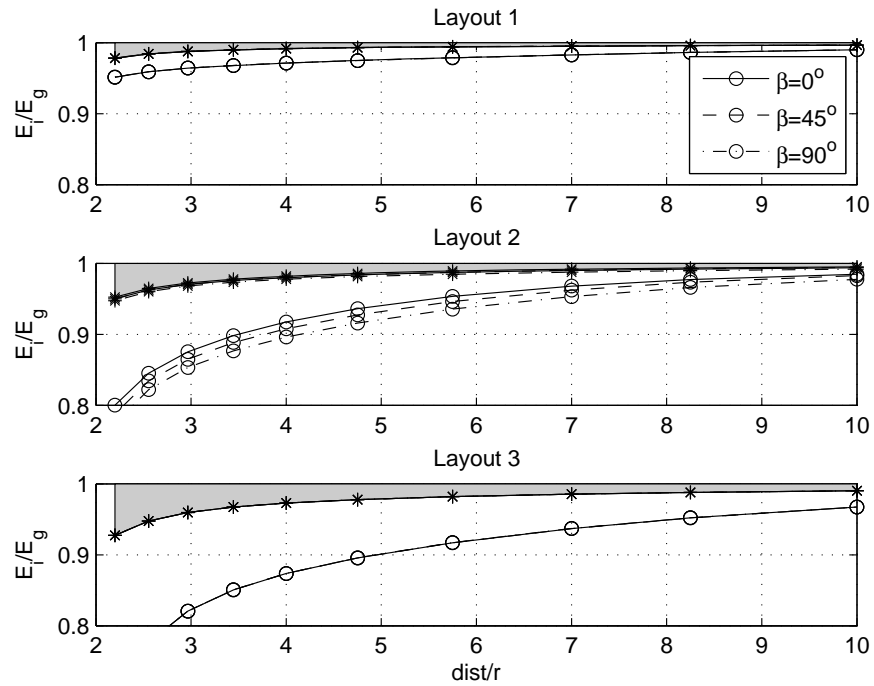 Layout 1
E_i/E_g
1
0.9
0.8
2 3 4 5 6 7 8 9 10
β=0°
β=45°
β=90°
Layout 2
E_i/E_g
1
0.9
0.8
2 3 4 5 6 7 8 9 10
Layout 3
E_i/E_g
1
0.9
0.8
2 3 4 5 6 7 8 9 10
dist/r